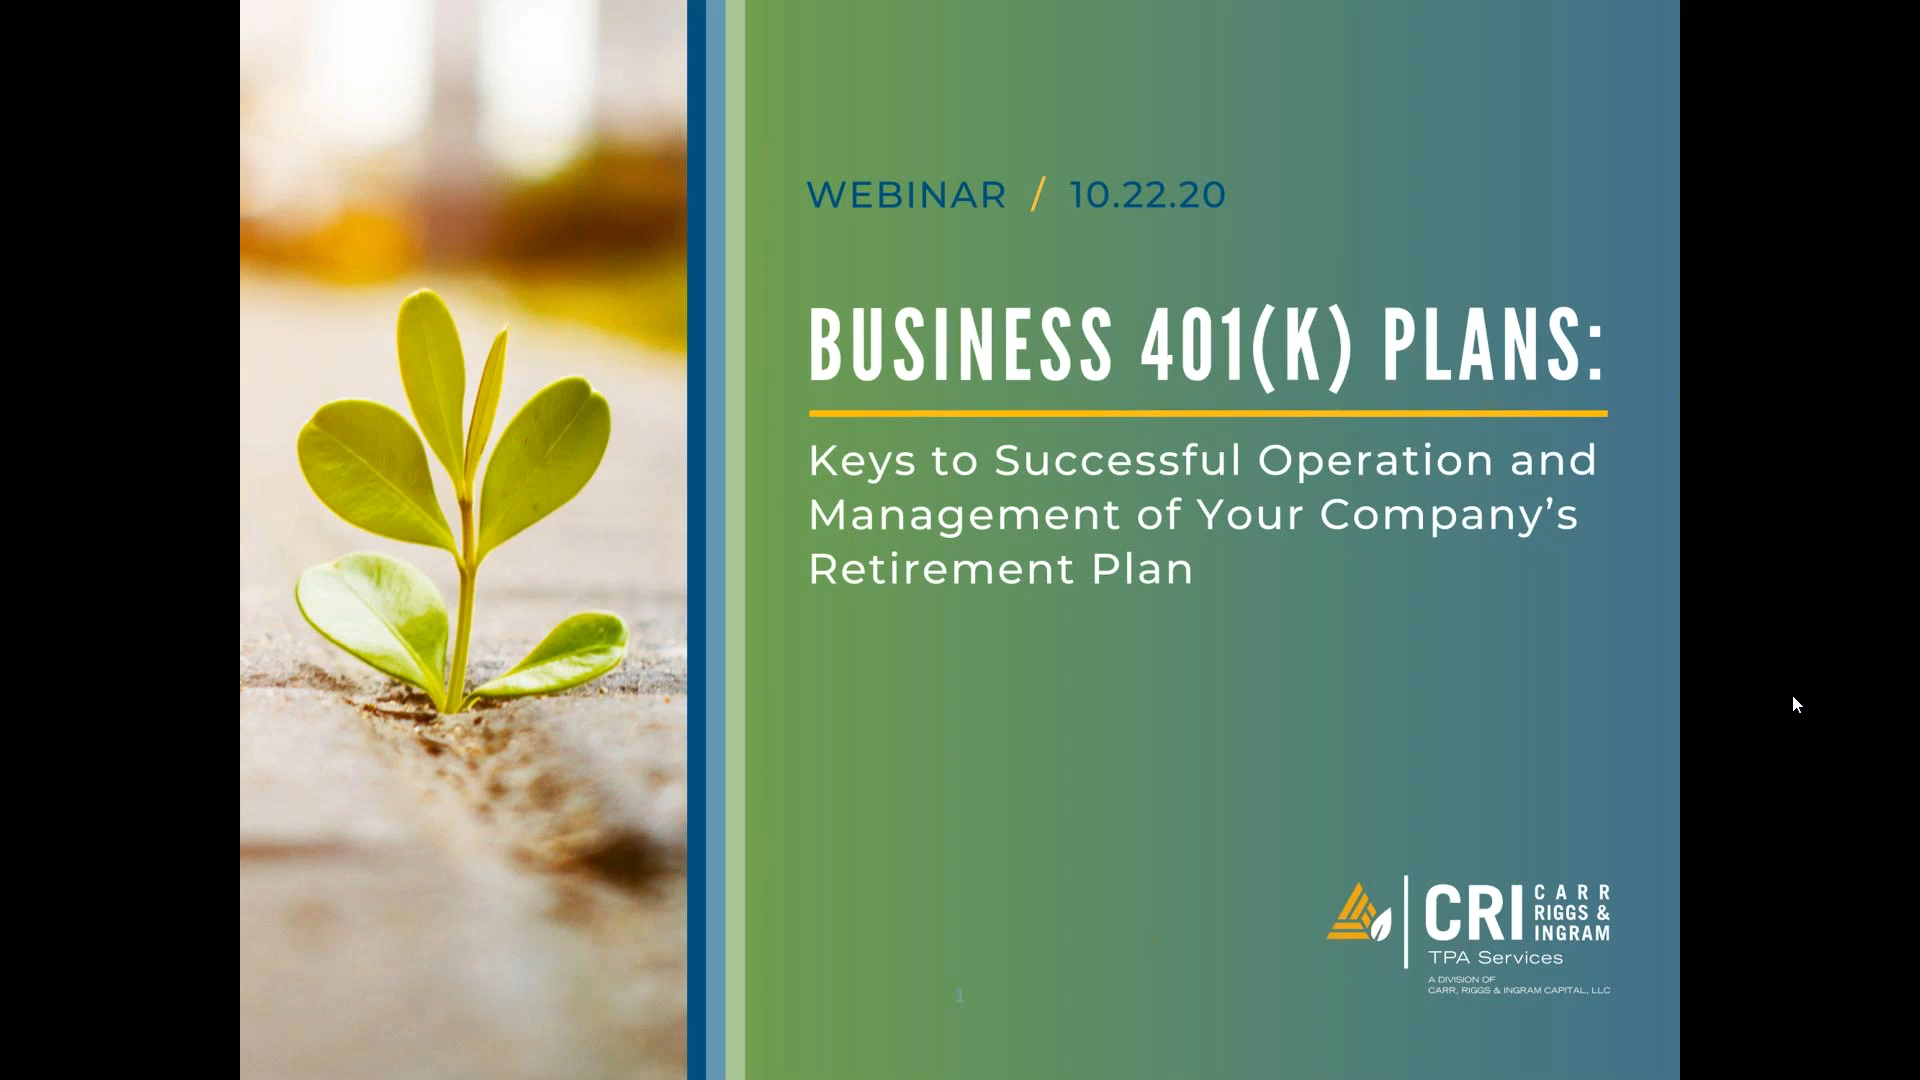 WEBINAR / 10.22.20
BUSINESS 401(K) PLANS:
Keys to Successful Operation and
Management of Your Company’s
Retirement Plan
CRI CARR
RIGGS &
INGRAM
TPA Services
A DIVISION OF
CARR, RIGGS & INGRAM CAPITAL, LLC
1